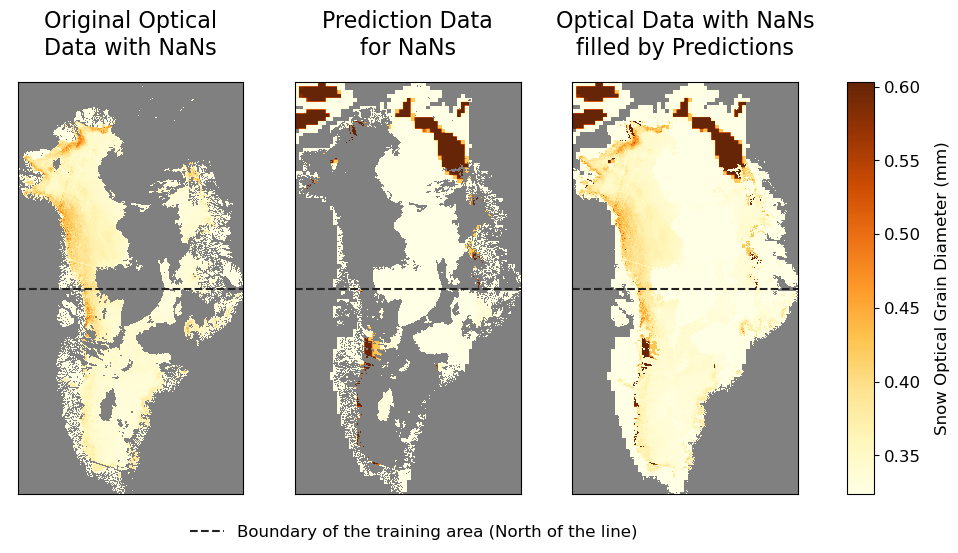 Original Optical
Data with NaNs
Prediction Data
for NaNs
Optical Data with NaNs
filled by Predictions
0.60
0.55
0.50
0.45
0.40
0.35
Snow Optical Grain Diameter (mm)
Boundary of the training area (North of the line)